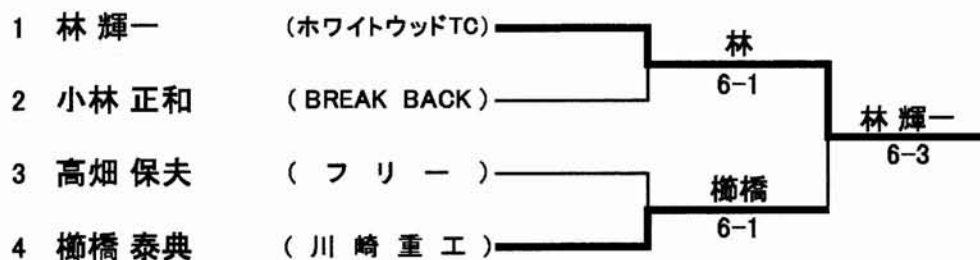 1 林 輝一 (ホワイトウッドTC)
林
6-1
2 小林 正和 (BREAK BACK)
林 輝一
6-3
3 高畑 保夫 (フリー)
櫛橋
6-1
4 櫛橋 泰典 (川崎重工)